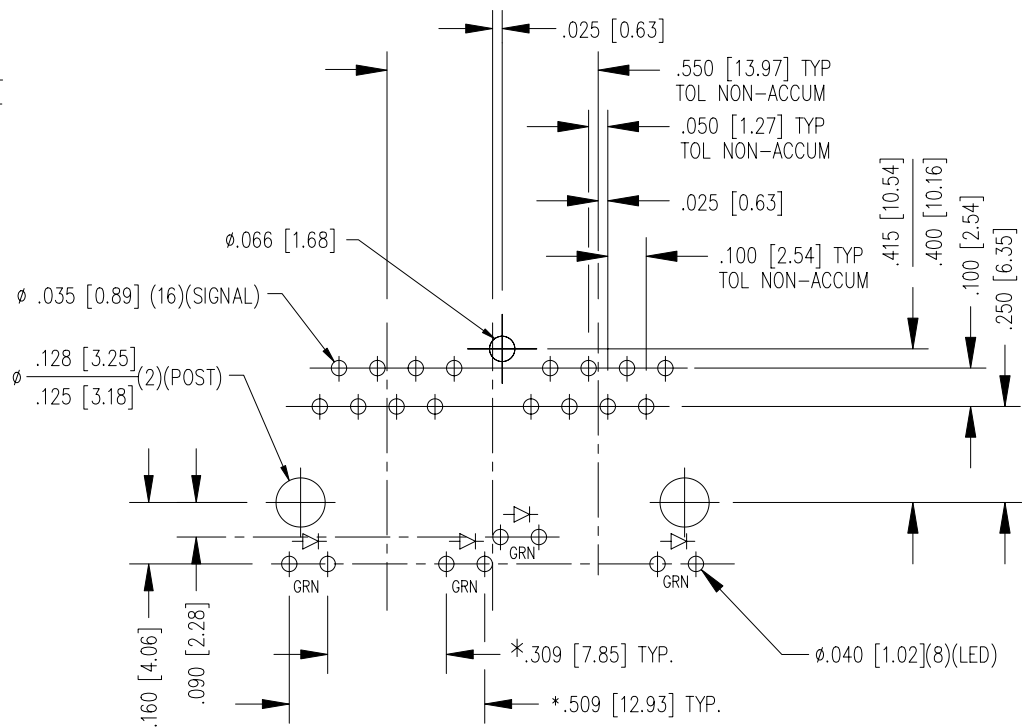 .025 [0.63]
.550 [13.97] TYP
TOL NON-ACCUM
.050 [1.27] TYP
TOL NON-ACCUM
.025 [0.63]
.100 [2.54] TYP
TOL NON-ACCUM
.415 [10.54]
.400 [10.16]
.100 [2.54]
.250 [6.35]
ø.066 [1.68]
ø .035 [0.89] (16)(SIGNAL)
ø .128 [3.25]
.125 [3.18] (2)(POST)
GRN
GRN
GRN
GRN
.160 [4.06]
.090 [2.28]
*.309 [7.85] TYP.
*.509 [12.93] TYP.
ø.040 [1.02](8)(LED)